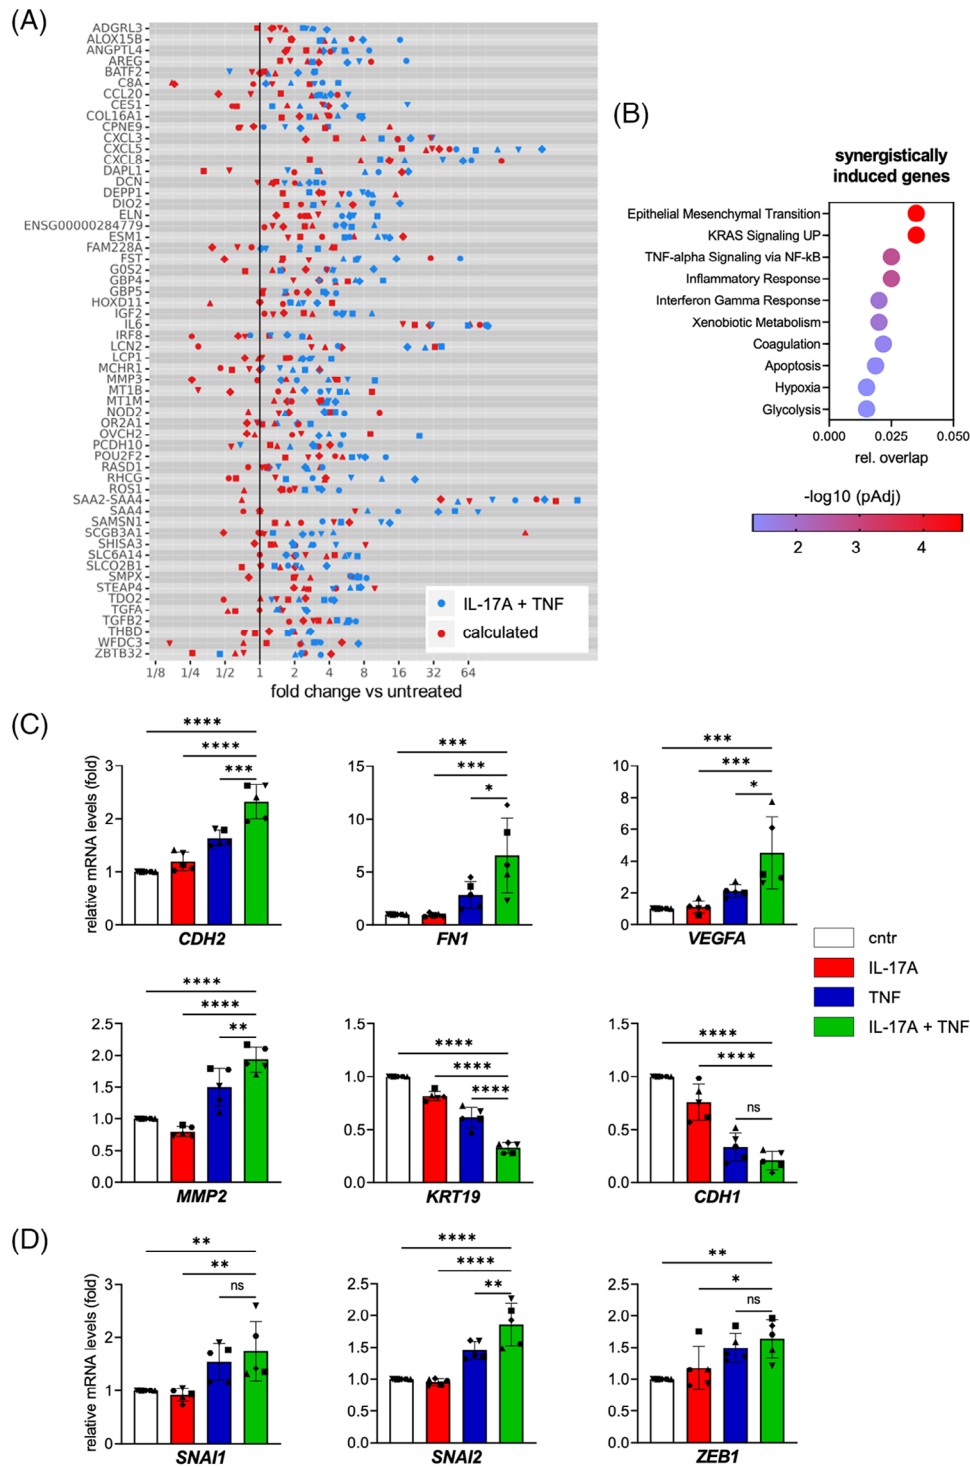 (A)
ADGRL3
ALOX15B
ANGPTL4
AREG
BATF2
C8A
CCL20
CES1
COL16A1
CPNE9
CXCL3
CXCL5
CXCL8
DAPL1
DCN
DEPP1
DIO2
ELN
ENSG00000284779
ESM1
FAM228A
FST
G0S2
GBP4
GBP5
HOXD11
IGF2
IL6
IRF8
LCN2
LCP1
MCHR1
MMP3
MT1B
MT1M
NOD2
OR2A1
OVCH2
PCDH10
POU2F2
RASD1
RHCG
ROS1
SAA2-SAA4
SAA4
SAMSN1
SCGB3A1
SHISA3
SLC6A14
SLCO2B1
SMPX
STEAP4
TDO2
TGFA
TGFB2
THBD
WFDC3
ZBTB32
IL-17A + TNF
calculated
1/8 1/4 1/2 1 2 4 8 16 32 64
fold change vs untreated
(B)
synergistically
induced genes
Epithelial Mesenchymal Transition
KRAS Signaling UP
TNF-alpha Signaling via NF-kB
Inflammatory Response
Interferon Gamma Response
Xenobiotic Metabolism
Coagulation
Apoptosis
Hypoxia
Glycolysis
0.000 0.025 0.050
rel. overlap
-log10 (pAdj)
2 3 4
(C)
relative mRNA levels (fold)
****
****
***
3
2
1
0
CDH2
***
***
*
15
10
5
0
FN1
***
***
*
10
8
6
4
2
0
VEGFA
cntr
IL-17A
TNF
IL-17A + TNF
****
****
**
2.5
2.0
1.5
1.0
0.5
0.0
MMP2
****
****
****
1.5
1.0
0.5
0.0
KRT19
****
****
ns
1.5
1.0
0.5
0.0
CDH1
(D)
relative mRNA levels (fold)
**
**
ns
3
2
1
0
SNAI1
****
****
**
2.5
2.0
1.5
1.0
0.5
0.0
SNAI2
**
*
ns
2.5
2.0
1.5
1.0
0.5
0.0
ZEB1